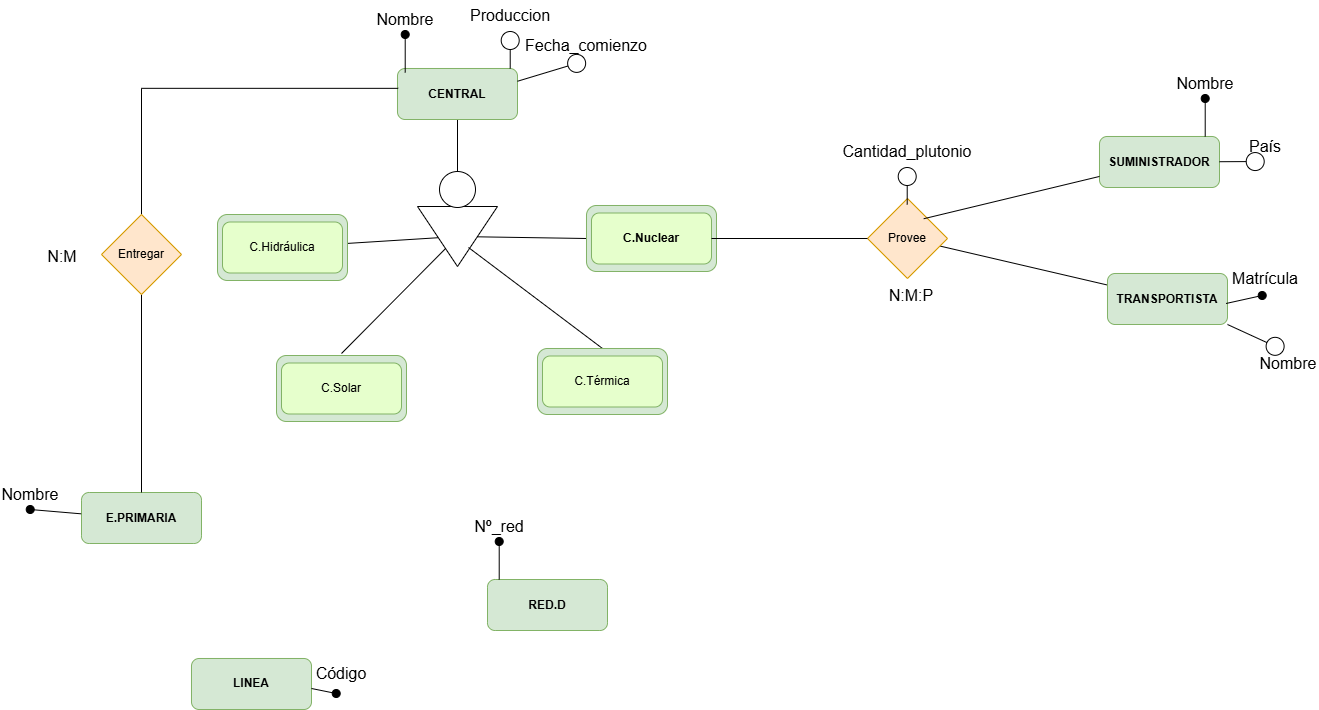 Produccion
Nombre
Fecha_comienzo
CENTRAL
Nombre
Cantidad_plutonio
País
SUMINISTRADOR
Entregar
N:M
C.Hidráulica
C.Nuclear
Provee
N:M:P
Matrícula
TRANSPORTISTA
Nombre
C.Solar
C.Térmica
Nombre
E.PRIMARIA
Nº_red
RED.D
Código
LINEA